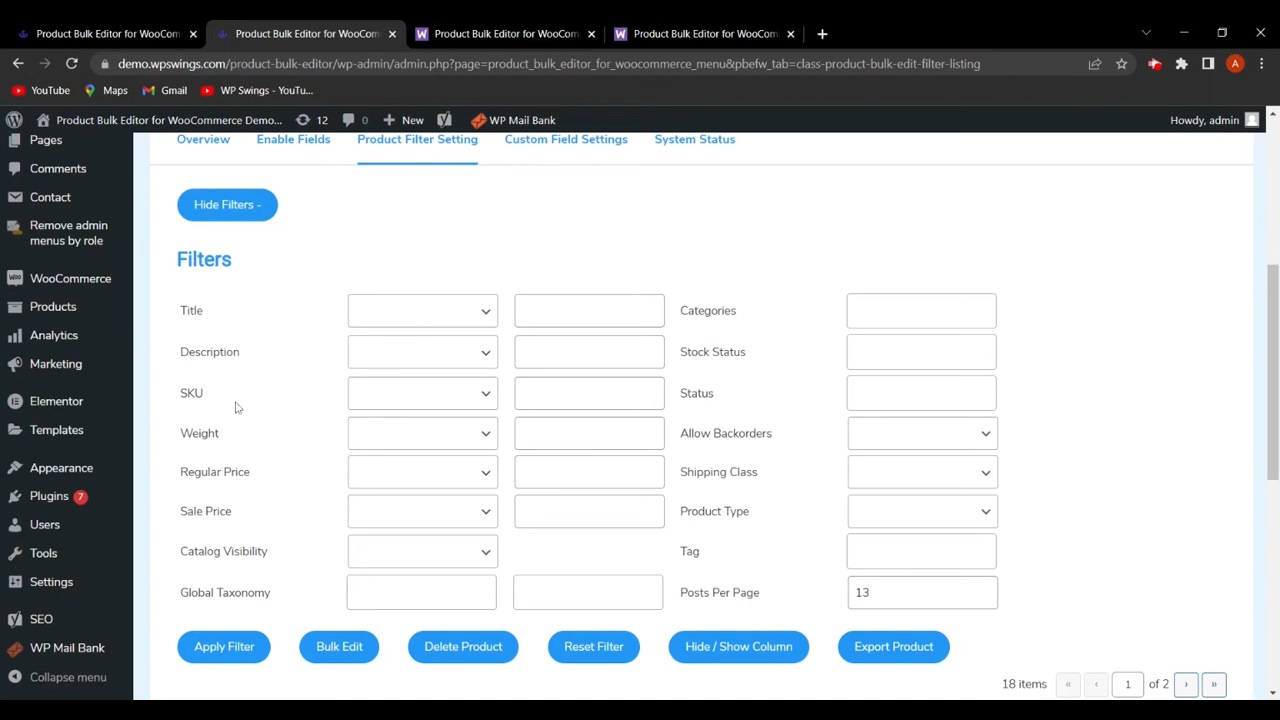 Product Bulk Editor for WooCom
Product Bulk Editor for WooCom
Product Bulk Editor for WooCom
Product Bulk Editor for WooCom
demo.wpswings.com/product-bulk-editor/wp-admin/admin.php?page=product_bulk_editor_for_woocommerce_menu&pbefw_tab=class-product-bulk-edit-filter-listing
A
YouTube Maps Gmail WP Swings - YouTu...
Product Bulk Editor for WooCommerce Demo... 12 0 New WP Mail Bank Howdy, admin
Pages
Comments
Contact
Remove admin
menus by role
WooCommerce
Products
Analytics
Marketing
Elementor
Templates
Appearance
Plugins 7
Users
Tools
Settings
SEO
WP Mail Bank
Collapse menu
Overview Enable Fields Product Filter Setting Custom Field Settings System Status
Hide Filters -
Filters
Title Categories
Description Stock Status
SKU Status
Weight Allow Backorders
Regular Price Shipping Class
Sale Price Product Type
Catalog Visibility Tag
Global Taxonomy Posts Per Page 13
Apply Filter Bulk Edit Delete Product Reset Filter Hide / Show Column Export Product
18 items « ‹ 1 of 2 › »